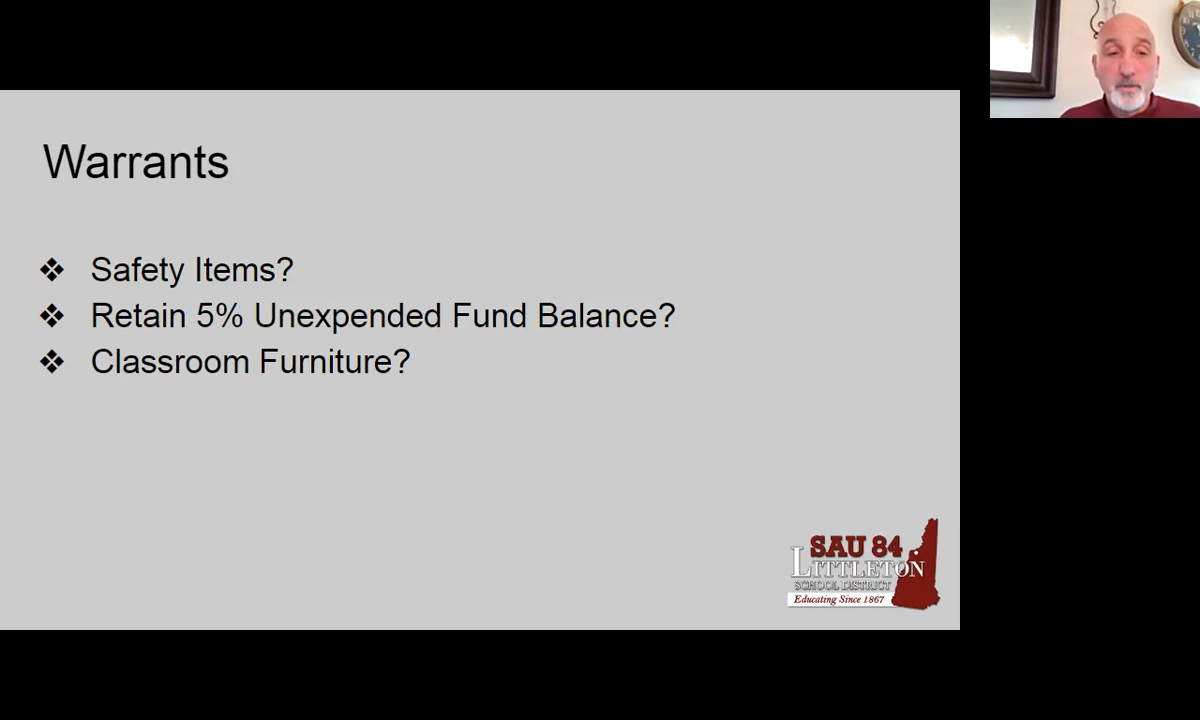 Warrants
❖ Safety Items?
❖ Retain 5% Unexpended Fund Balance?
❖ Classroom Furniture?
SAU 84
LITTLETON
SCHOOL DISTRICT
Educating Since 1867